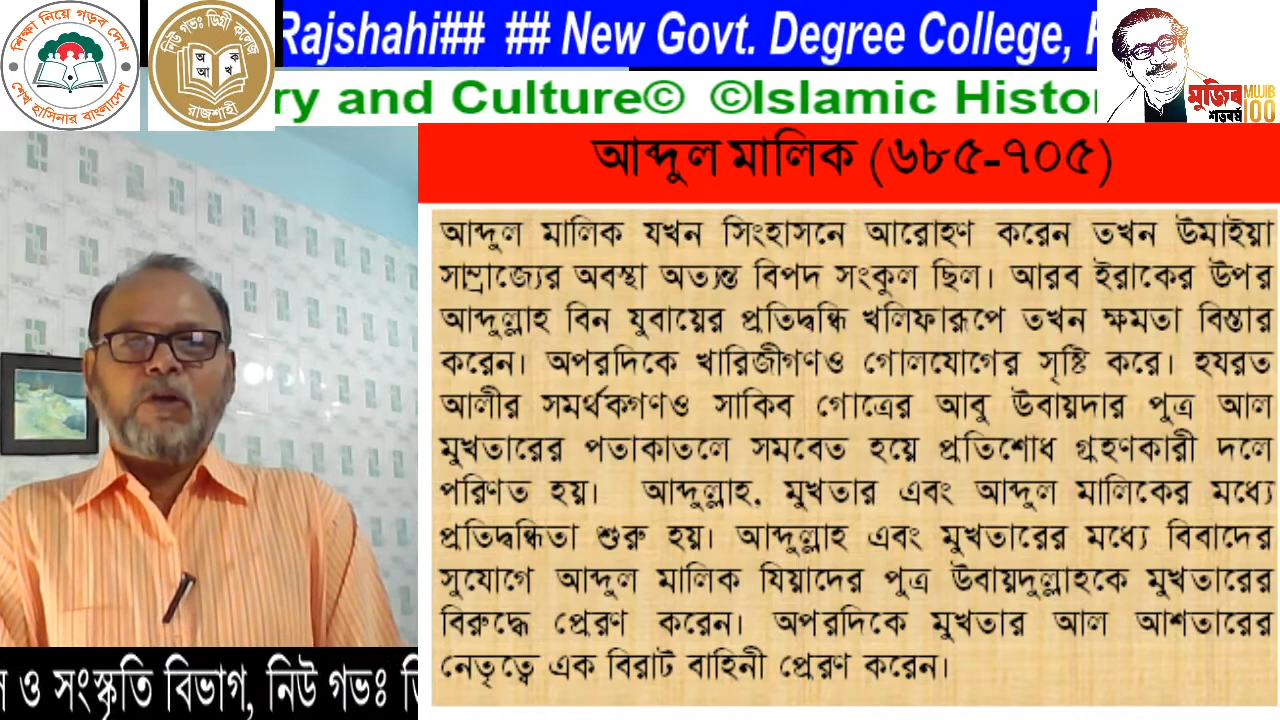 শিক্ষা নিয়ে গড়ব দেশ
শেখ হাসিনার বাংলাদেশ
নিউ গভঃ ডিগ্রী কলেজ
অ ক
আ খ
রাজশাহী
Rajshahi## ## New Govt. Degree College,
ry and Culture© ©Islamic Histo
মুজিব MUJIB
শতবর্ষ 100
আব্দুল মালিক (৬৮৫-৭০৫)
আব্দুল মালিক যখন সিংহাসনে আরোহণ করেন তখন উমাইয়া
সাম্রাজ্যের অবস্থা অত্যন্ত বিপদ সংকুল ছিল। আরব ইরাকের উপর
আব্দুল্লাহ বিন যুবায়ের প্রতিদ্বন্ধি খলিফারূপে তখন ক্ষমতা বিস্তার
করেন। অপরদিকে খারিজীগণও গোলযোগের সৃষ্টি করে। হযরত
আলীর সমর্থকগণও সাকিব গোত্রের আবু উবায়দার পুত্র আল
মুখতারের পতাকাতলে সমবেত হয়ে প্রতিশোধ গ্রহণকারী দলে
পরিণত হয়। আব্দুল্লাহ, মুখতার এবং আব্দুল মালিকের মধ্যে
প্রতিদ্বন্ধিতা শুরু হয়। আব্দুল্লাহ এবং মুখতারের মধ্যে বিবাদের
সুযোগে আব্দুল মালিক যিয়াদের পুত্র উবায়দুল্লাহকে মুখতারের
বিরুদ্ধে প্রেরণ করেন। অপরদিকে মুখতার আল আশতারের
নেতৃত্বে এক বিরাট বাহিনী প্রেরণ করেন।
ন ও সংস্কৃতি বিভাগ, নিউ গভঃ ডি